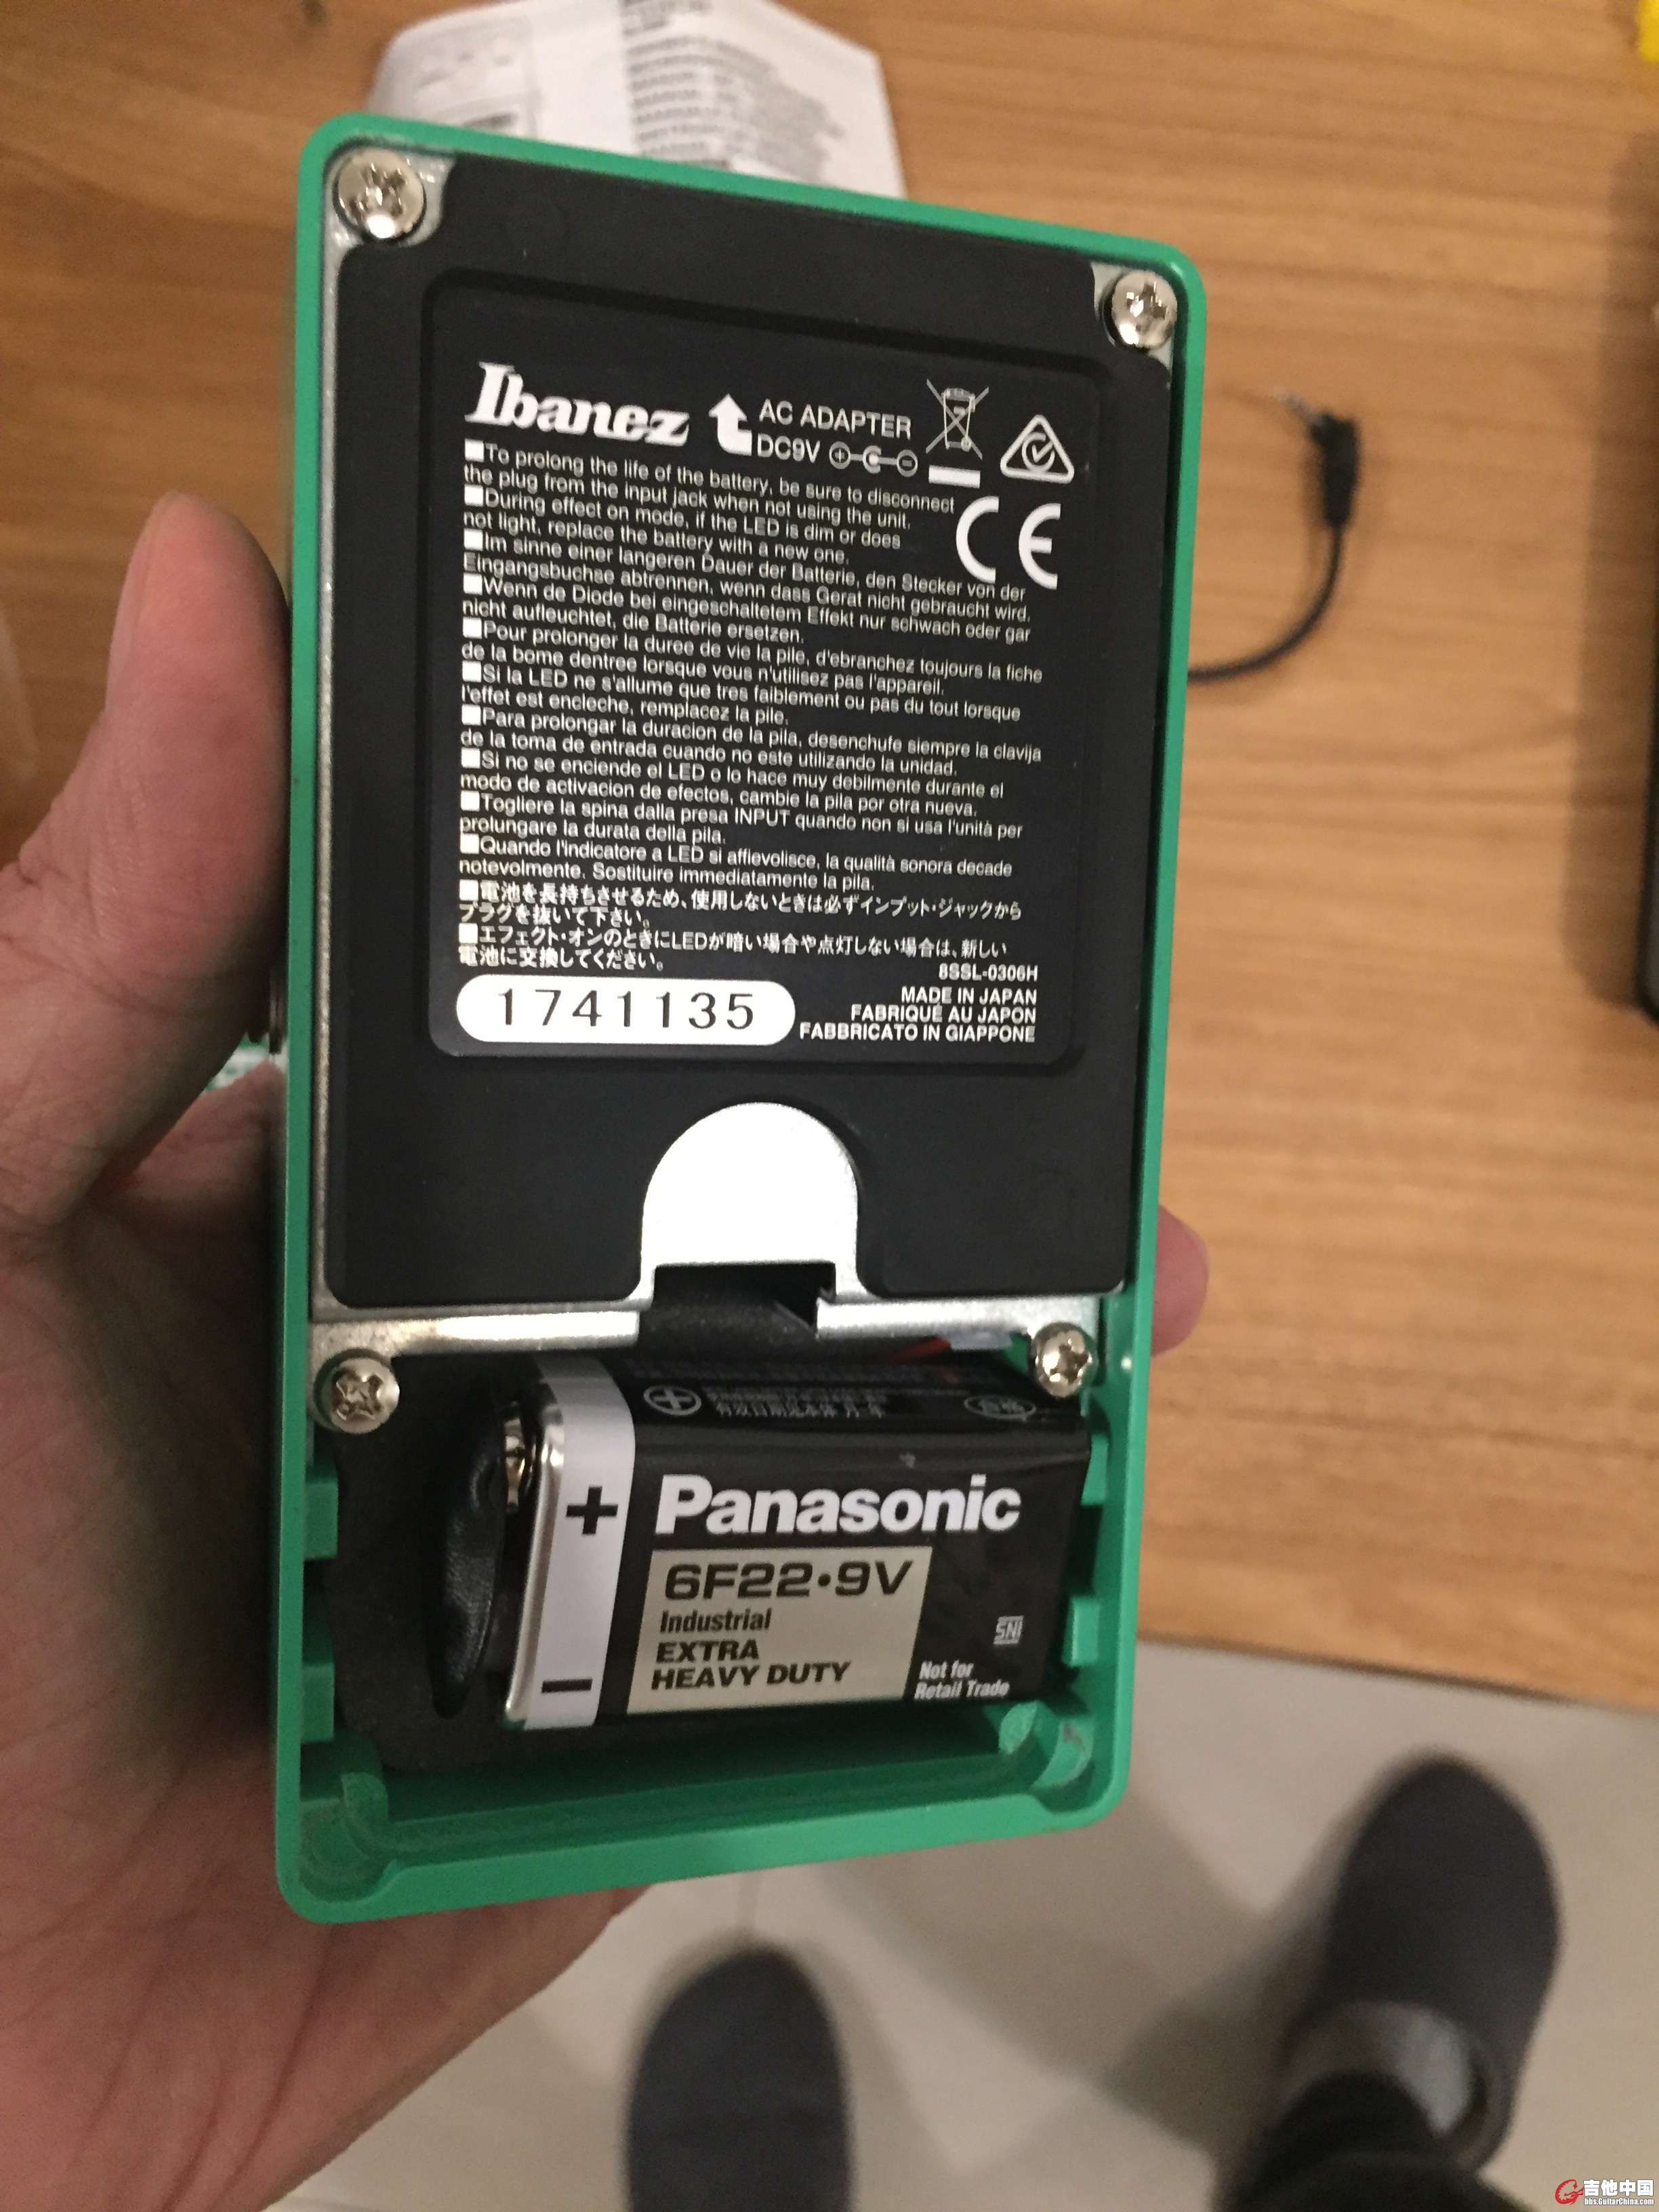 Ibanez
AC ADAPTER
DC9V
■To prolong the life of the battery, be sure to disconnect
the plug from the input jack when not using the unit.
■During effect on mode, if the LED is dim or does
not light, replace the battery with a new one.
CE
■Im sinne einer langeren Dauer der Batterie, den Stecker von der
Eingangsbuchse abtrennen, wenn dass Gerat nicht gebraucht wird.
■Wenn de Diode bei eingeschaltetem Effekt nur schwach oder gar
nicht aufleuchtet, die Batterie ersetzen.
■Pour prolonger la duree de vie la pile, d'ebranchez toujours la fiche
de la bome dentree lorsque vous n'utilisez pas l'appareil.
■Si la LED ne s'allume que tres faiblement ou pas du tout lorsque
l'effet est encleche, remplacez la pile.
■Para prolongar la duracion de la pila, desenchufe siempre la clavija
de la toma de entrada cuando no este utilizando la unidad.
■Si no se enciende el LED o lo hace muy debilmente durante el
modo de activacion de efectos, cambie la pila por otra nueva.
■Togliere la spina dalla presa INPUT quando non si usa l'unità per
prolungare la durata della pila.
■Quando l'indicatore a LED si affievolisce, la qualità sonora decade
notevolmente. Sostituire immediatamente la pila.
■電池を長持ちさせるため、使用しないときは必ずインプット・ジャックから
プラグを抜いて下さい。
■エフェクト・オンのときにLEDが暗い場合や点灯しない場合は、新しい
電池に交換してください。
8SSL-0306H
1741135
MADE IN JAPAN
FABRIQUÉ AU JAPON
FABBRICATO IN GIAPPONE
+
Panasonic
6F22•9V
Industrial
EXTRA
HEAVY DUTY
SNI
Not for
Retail Trade
−
吉他中国
bbs.GuitarChina.com